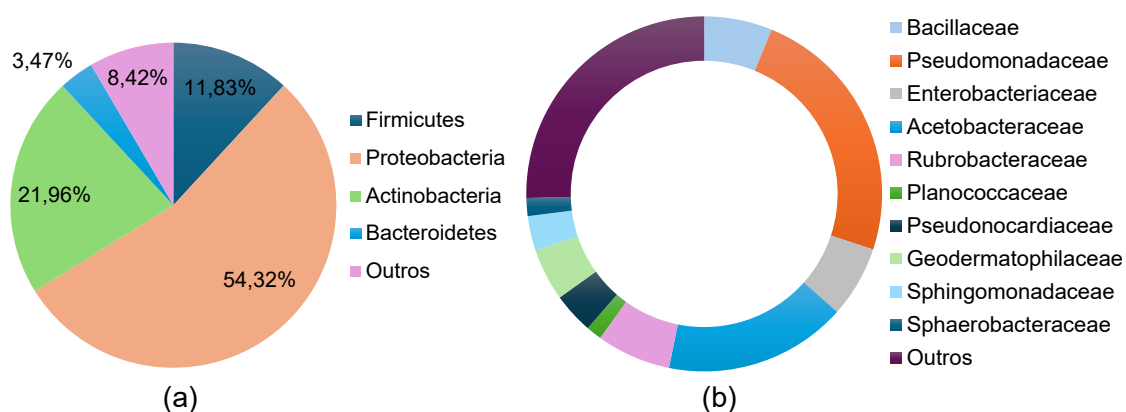 3,47%
8,42%
11,83%
21,96%
54,32%
Firmicutes
Proteobacteria
Actinobacteria
Bacteroidetes
Outros
(a)
Bacillaceae
Pseudomonadaceae
Enterobacteriaceae
Acetobacteraceae
Rubrobacteraceae
Planococcaceae
Pseudonocardiaceae
Geodermatophilaceae
Sphingomonadaceae
Sphaerobacteraceae
Outros
(b)